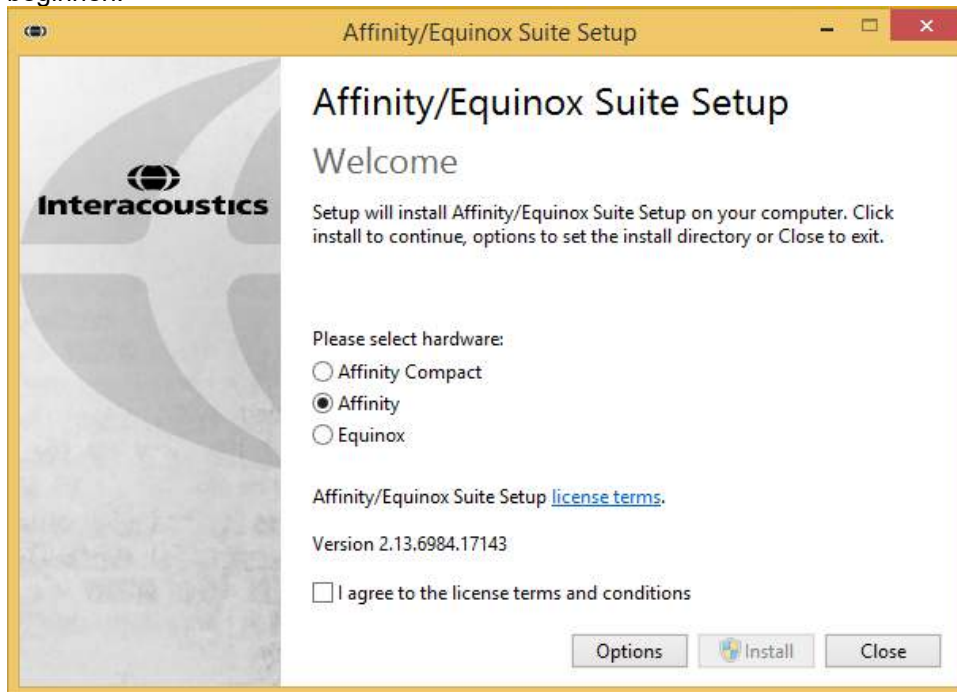 beginnen.
Affinity/Equinox Suite Setup
Affinity/Equinox Suite Setup
Welcome
Interacoustics
Setup will install Affinity/Equinox Suite Setup on your computer. Click
install to continue, options to set the install directory or Close to exit.
Please select hardware:
Affinity Compact
Affinity
Equinox
Affinity/Equinox Suite Setup license terms.
Version 2.13.6984.17143
I agree to the license terms and conditions
Options
Install
Close